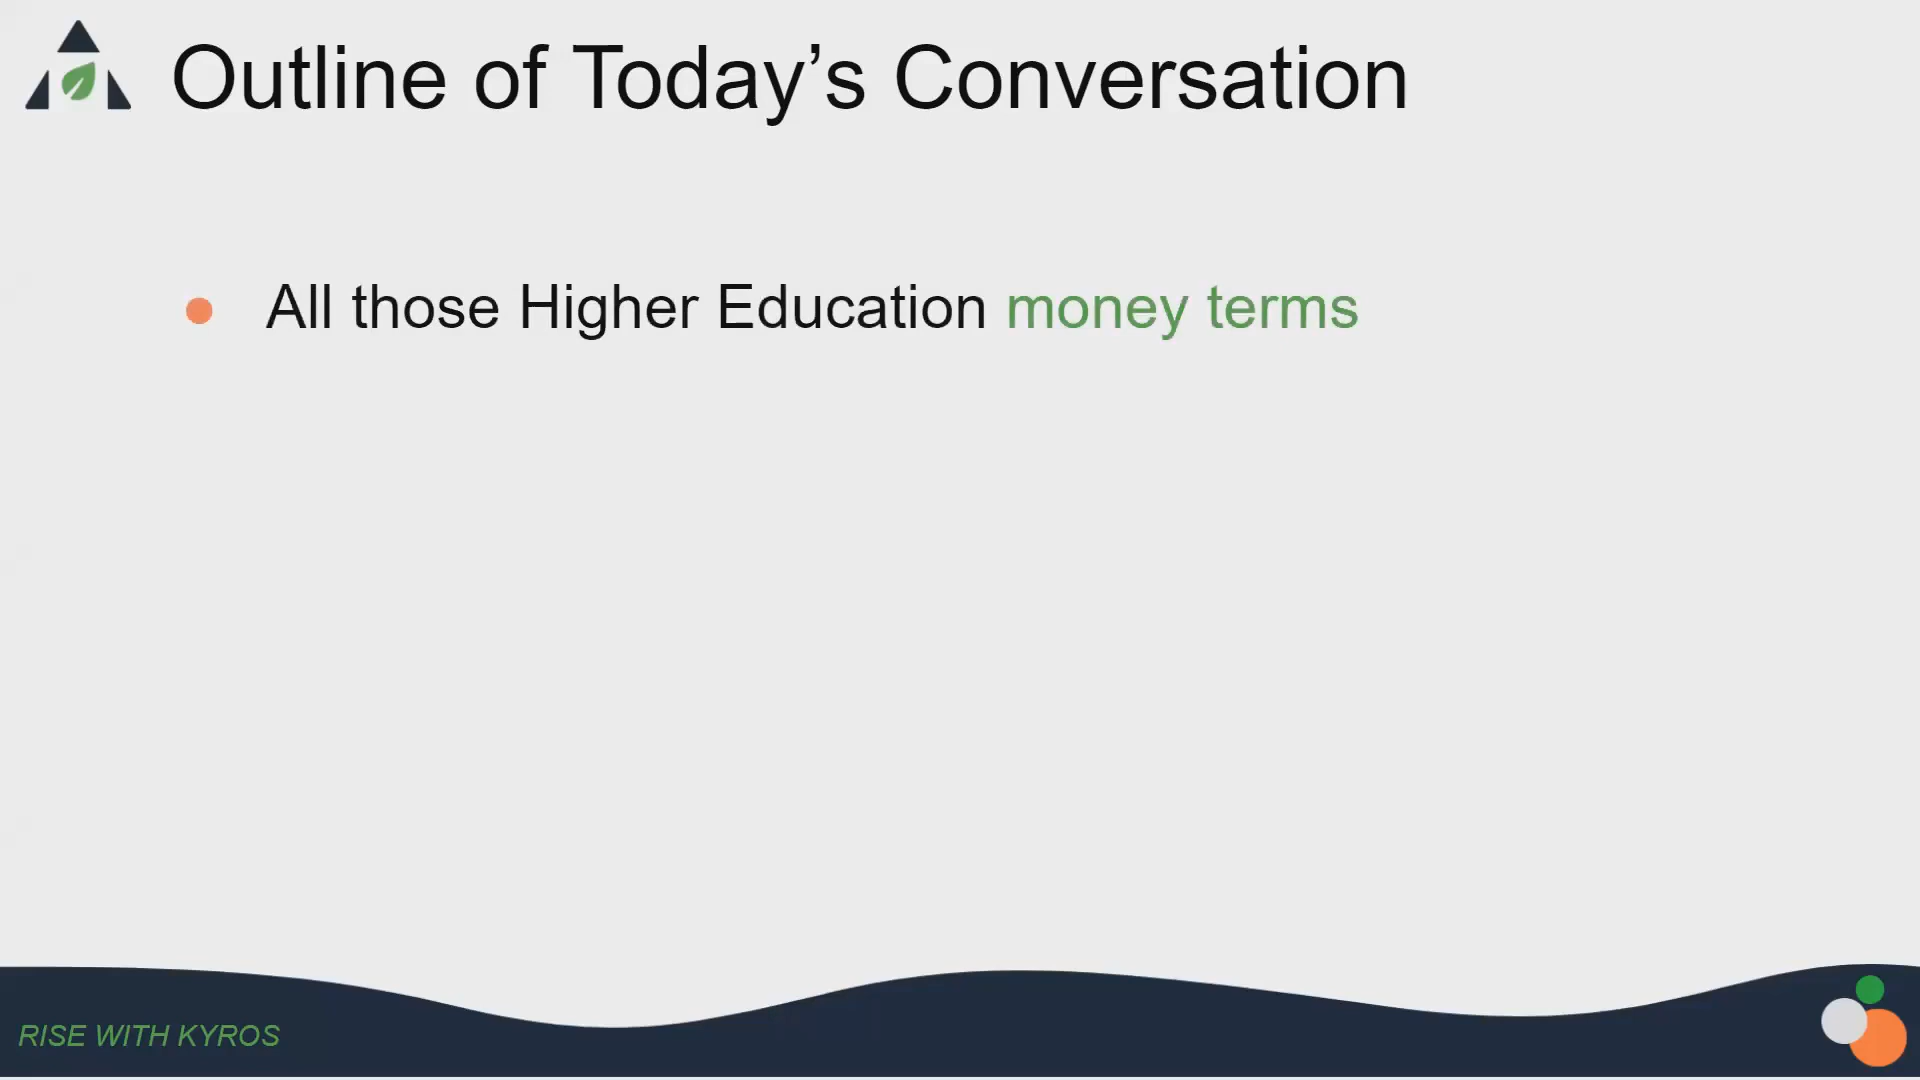 Outline of Today’s Conversation
All those Higher Education money terms
RISE WITH KYROS